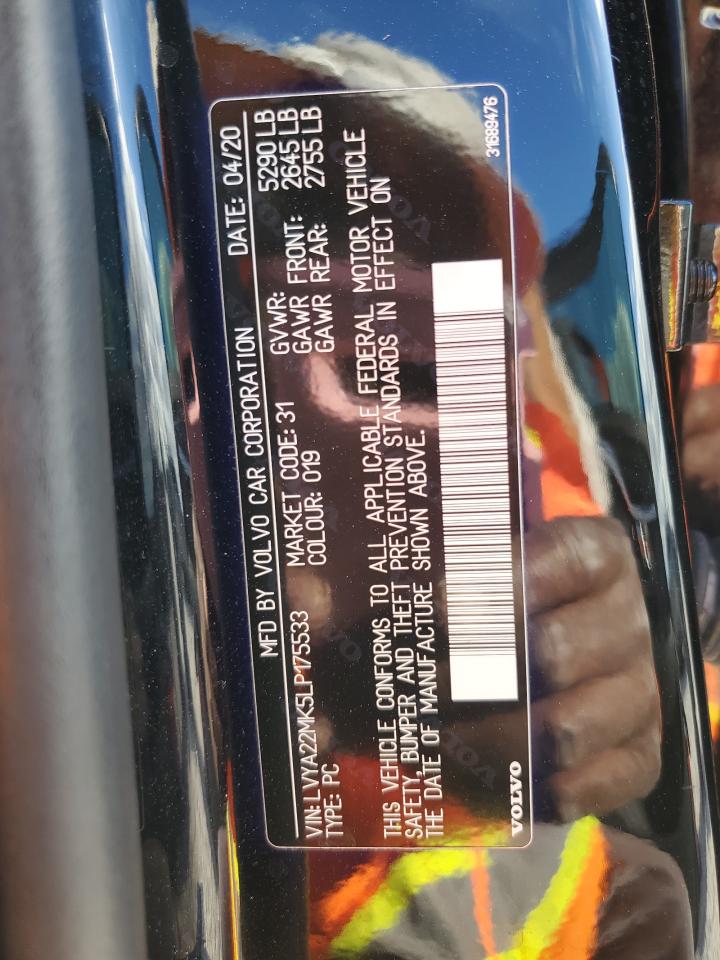 MFD BY VOLVO CAR CORPORATION DATE: 04/20
VIN: LVYA22MK5LP175533 MARKET CODE: 31 GVWR: 5290 LB
TYPE: PC COLOUR: 019 GAWR FRONT: 2645 LB
GAWR REAR: 2755 LB
THIS VEHICLE CONFORMS TO ALL APPLICABLE FEDERAL MOTOR VEHICLE
SAFETY, BUMPER AND THEFT PREVENTION STANDARDS IN EFFECT ON
THE DATE OF MANUFACTURE SHOWN ABOVE.
VOLVO 31689476